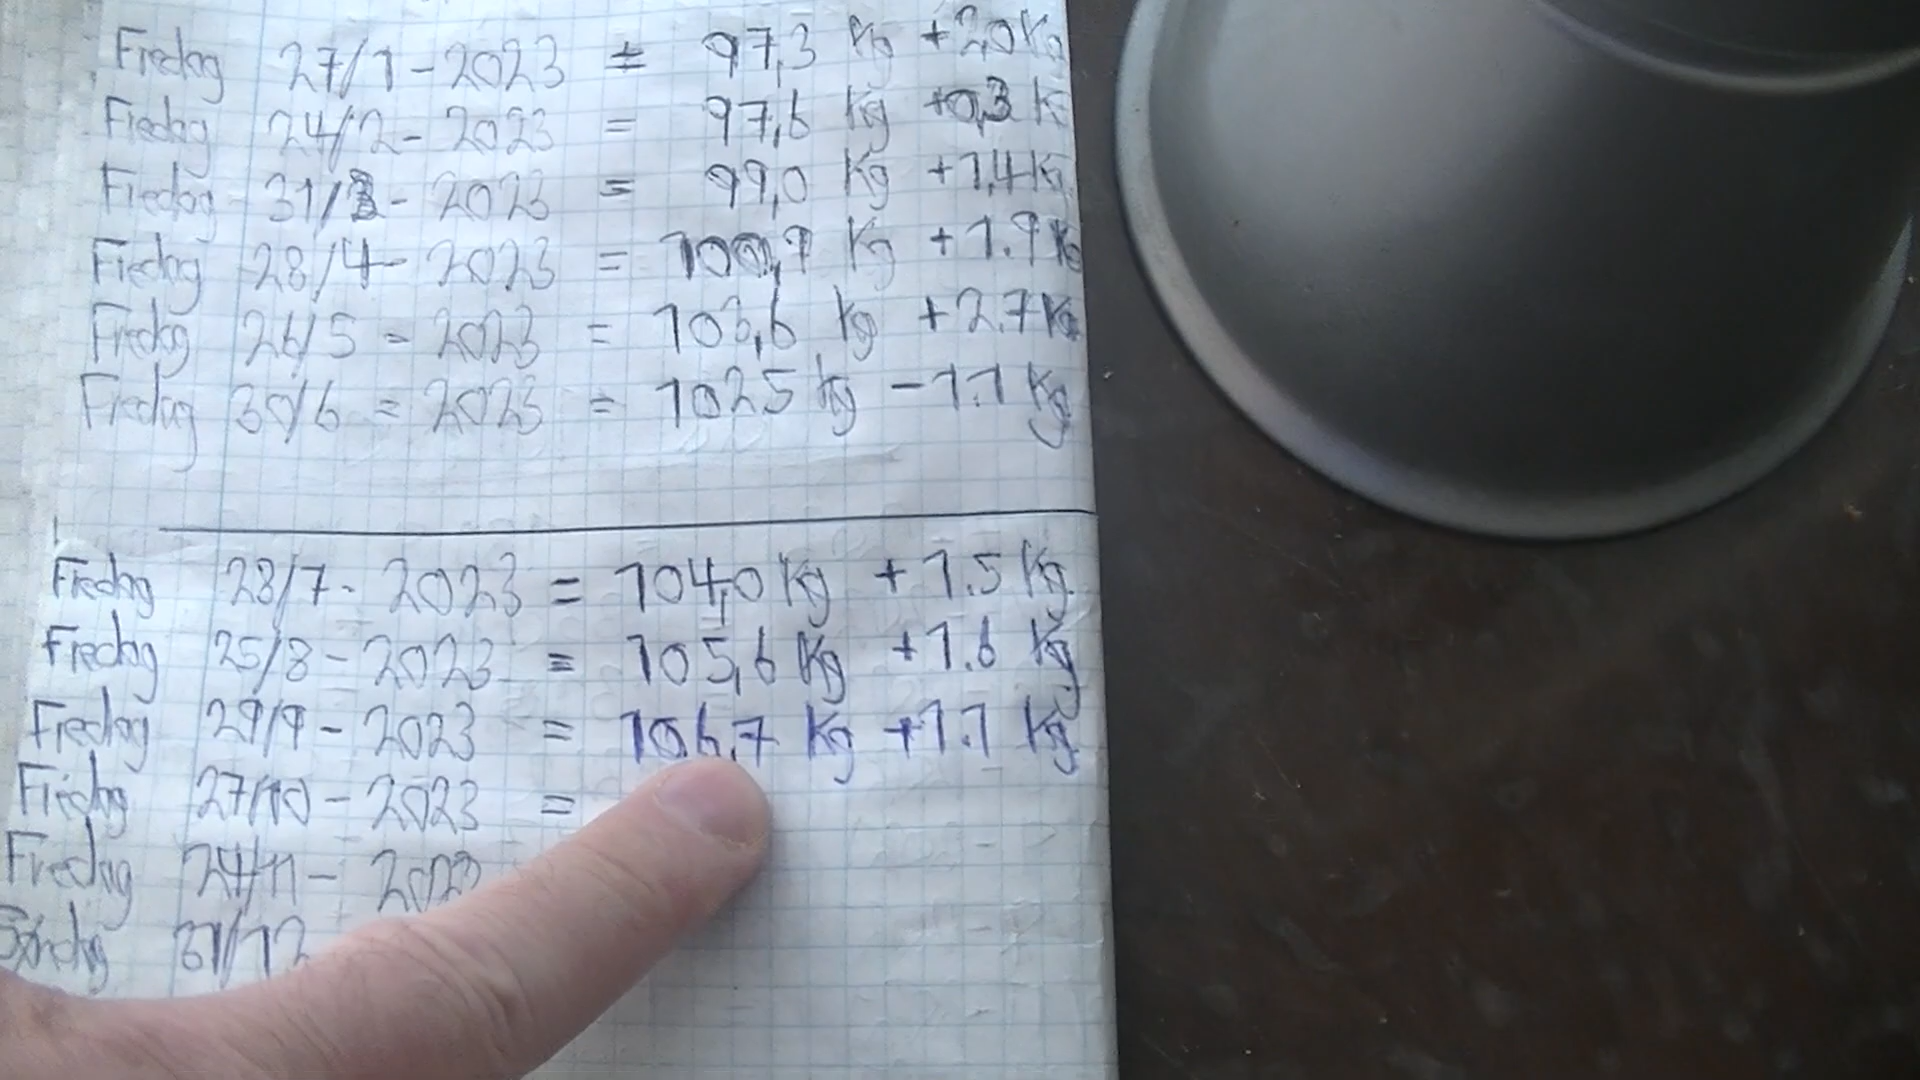 Fredag 27/1-2023 = 97,3 Kg +2,0 Kg
Fredag 24/2-2023 = 97,6 Kg +0,3 K
Fredag 31/3-2023 = 99,0 Kg +1,4 Kg
Fredag 28/4-2023 = 100,9 Kg +1.9 Kg
Fredag 26/5-2023 = 103,6 Kg +2.7 Kg
Fredag 30/6=2023 = 102,5 kg -1.1 Kg
Fredag 28/7-2023 = 104,0 Kg +1.5 Kg
Fredag 25/8-2023 = 105,6 Kg +1.6 Kg
Fredag 29/9-2023 = 106,7 Kg +1.1 Kg
Fredag 27/10-2023 =
Fredag 24/11-2023
31/12